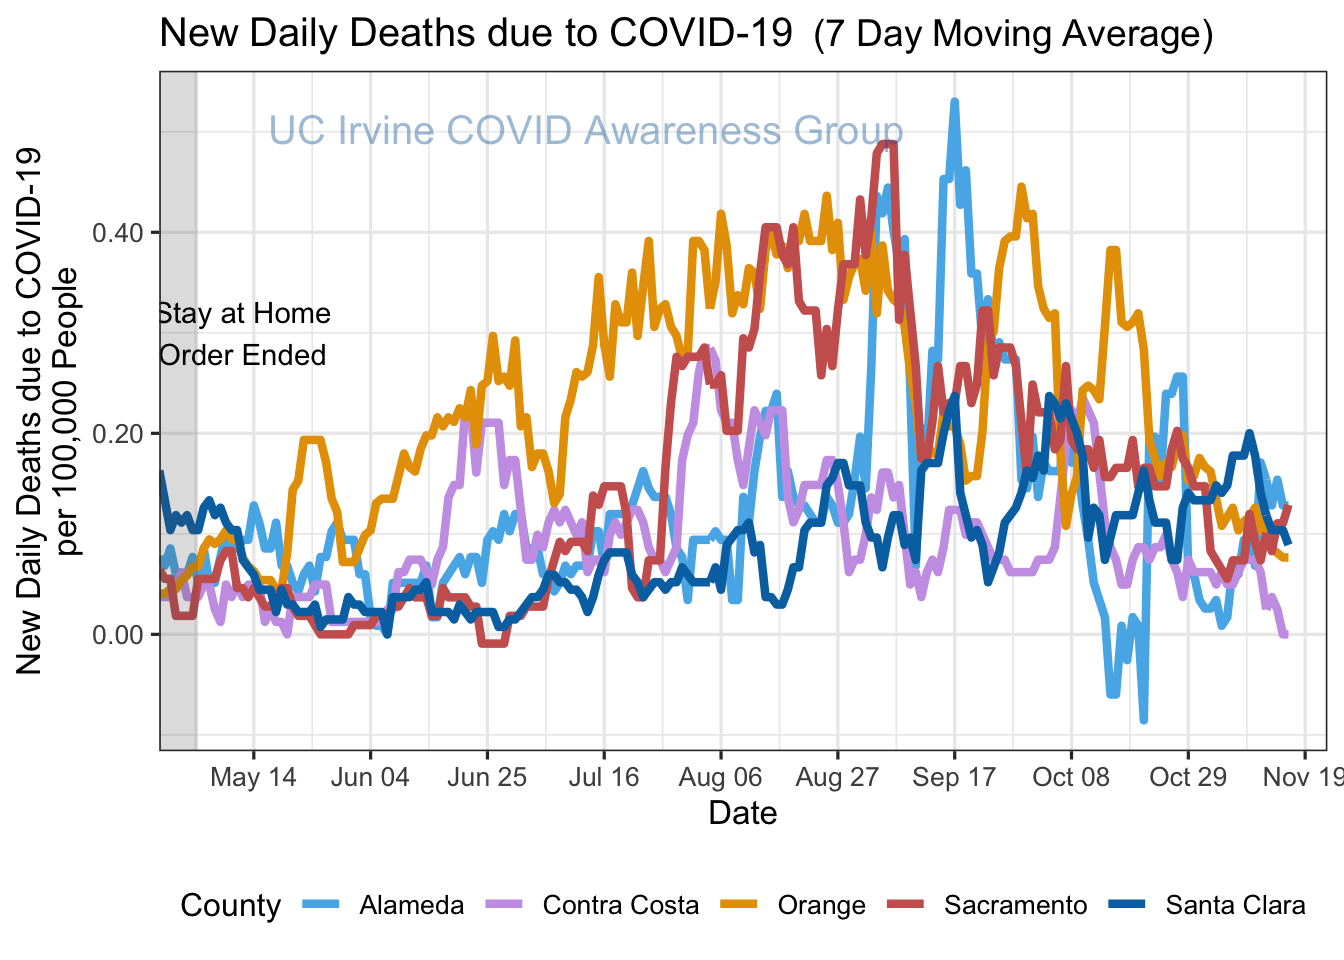 New Daily Deaths due to COVID-19 (7 Day Moving Average)
UC Irvine COVID Awareness Group
New Daily Deaths due to COVID-19
per 100,000 People
0.40
0.20
0.00
Stay at Home
Order Ended
May 14 Jun 04 Jun 25 Jul 16 Aug 06 Aug 27 Sep 17 Oct 08 Oct 29 Nov 19
Date
County Alameda Contra Costa Orange Sacramento Santa Clara